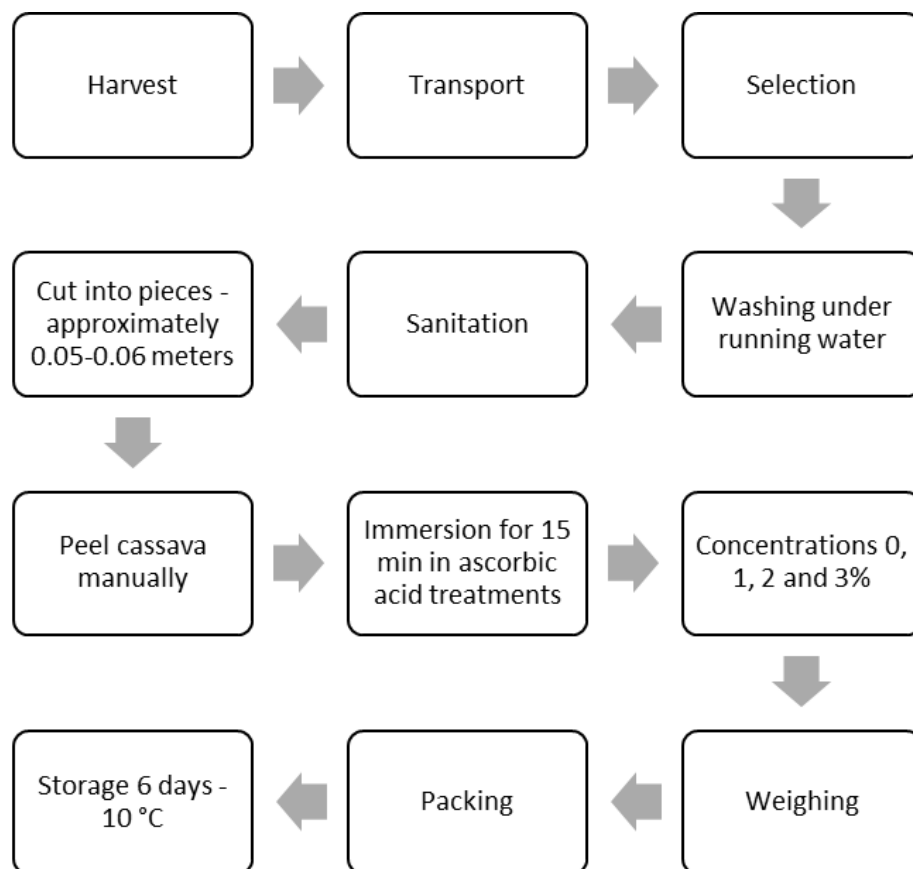 Harvest
Transport
Selection
Washing under
running water
Sanitation
Cut into pieces -
approximately
0.05-0.06 meters
Peel cassava
manually
Immersion for 15
min in ascorbic
acid treatments
Concentrations 0,
1, 2 and 3%
Weighing
Packing
Storage 6 days -
10 °C